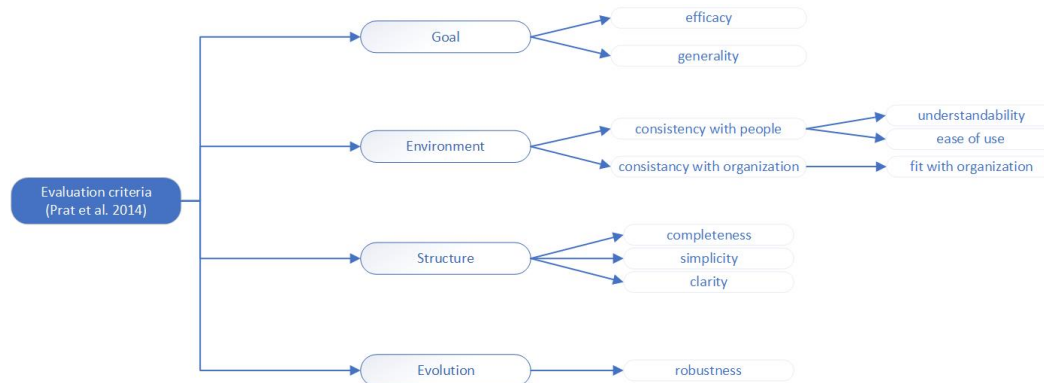 Evaluation criteria
(Prat et al. 2014)
Goal
efficacy
generality
Environment
consistency with people
understandability
ease of use
consistancy with organization
fit with organization
Structure
completeness
simplicity
clarity
Evolution
robustness